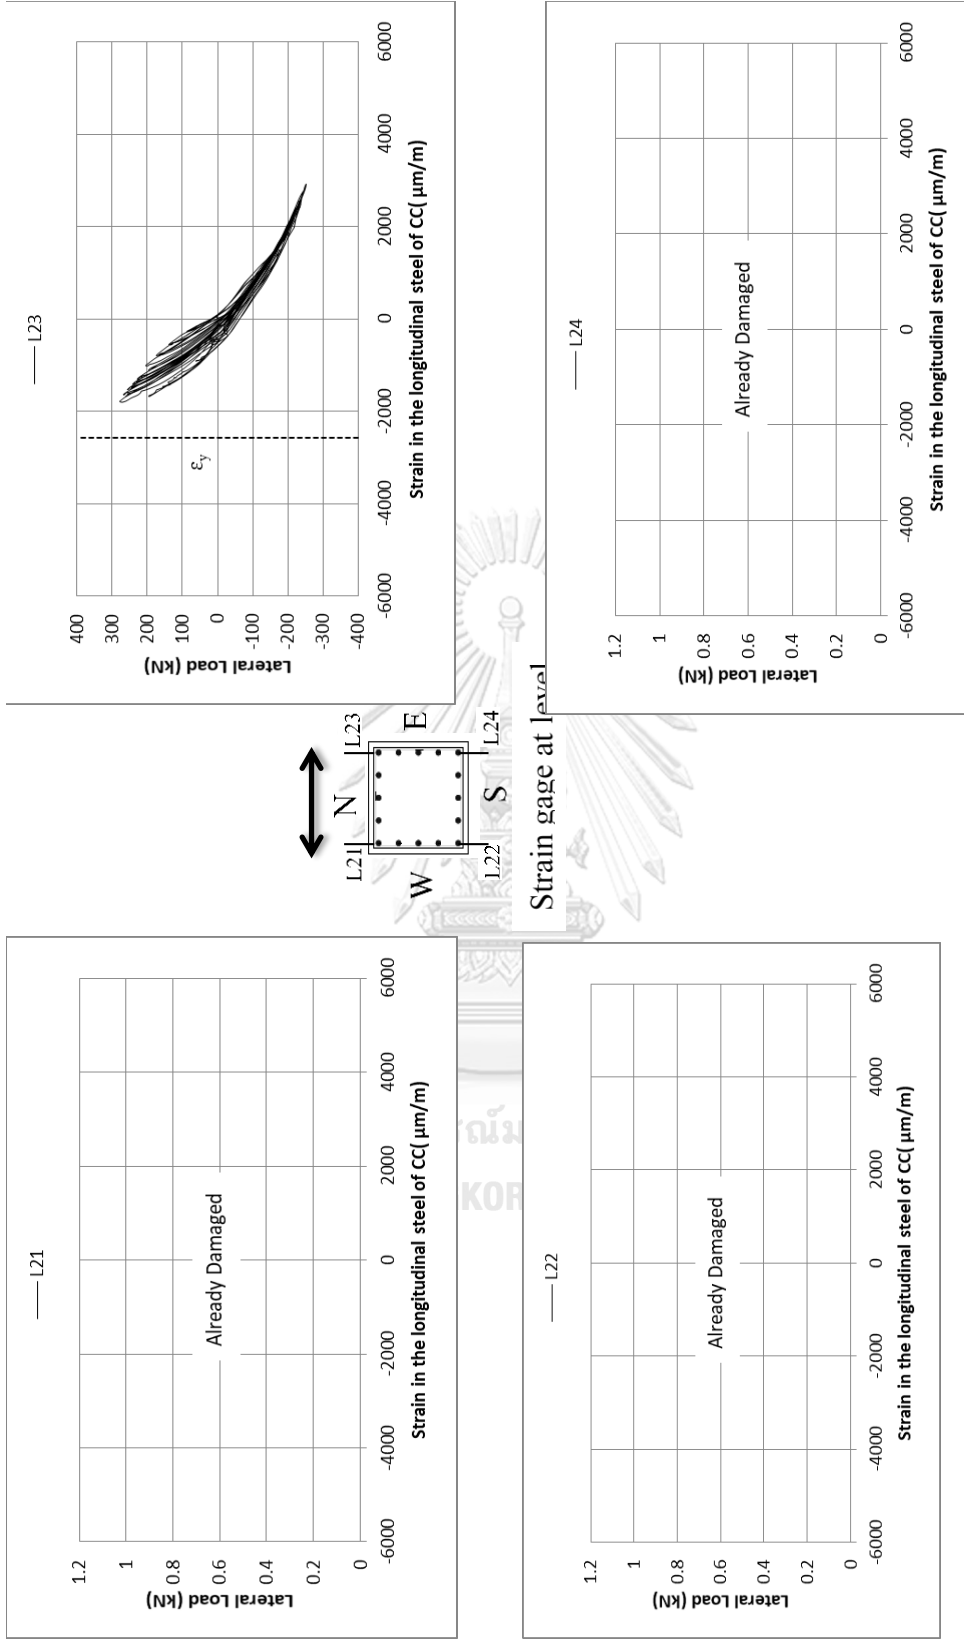 L21
1.2
1
0.8
0.6
0.4
0.2
0
Lateral Load (kN)
Already Damaged
-6000 -4000 -2000 0 2000 4000 6000
Strain in the longitudinal steel of CC( µm/m)
L21 N L23
W E
L22 S L24
Strain gage at level
L23
400
300
200
100
0
-100
-200
-300
-400
Lateral Load (kN)
εy
-6000 -4000 -2000 0 2000 4000 6000
Strain in the longitudinal steel of CC( µm/m)
L22
1.2
1
0.8
0.6
0.4
0.2
0
Lateral Load (kN)
Already Damaged
-6000 -4000 -2000 0 2000 4000 6000
Strain in the longitudinal steel of CC( µm/m)
รณ์ม
KOR
L24
1.2
1
0.8
0.6
0.4
0.2
0
Lateral Load (kN)
Already Damaged
-6000 -4000 -2000 0 2000 4000 6000
Strain in the longitudinal steel of CC( µm/m)